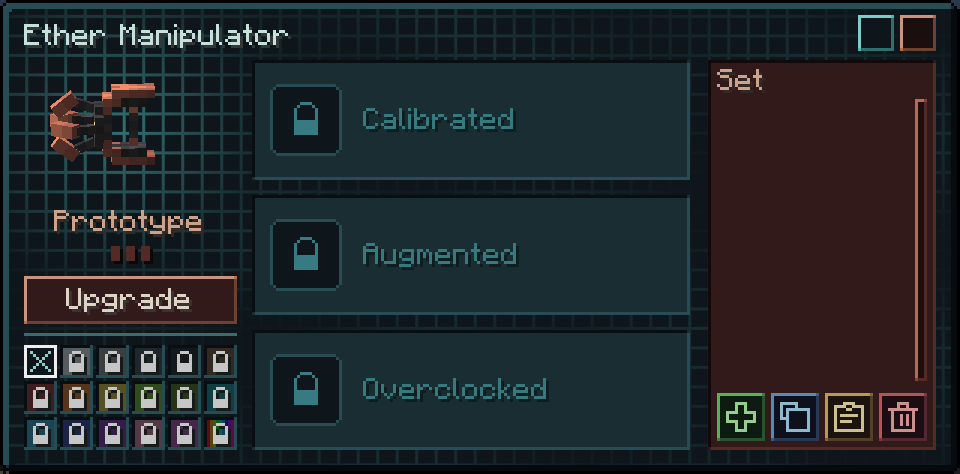 Ether Manipulator
Prototype
Upgrade
Calibrated
Augmented
Overclocked
Set